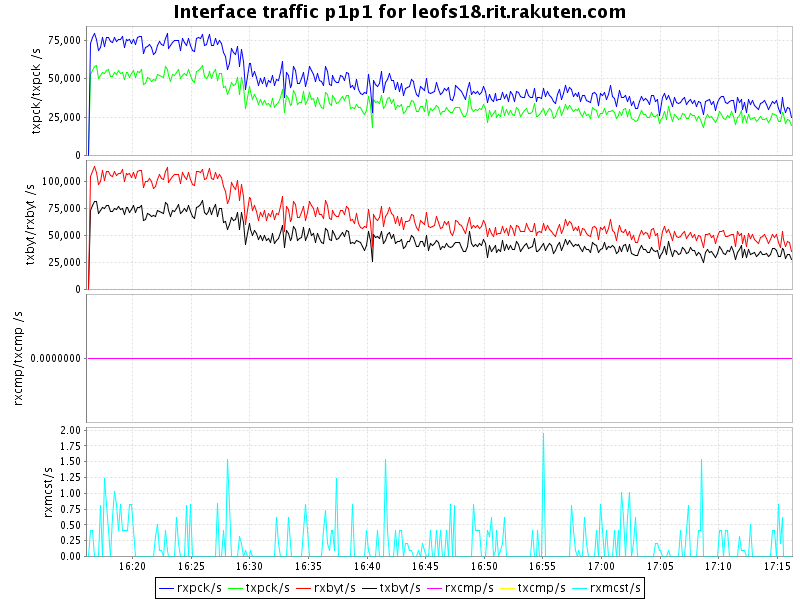 Interface traffic p1p1 for leofs18.rit.rakuten.com
txpck/txpck /s
75,000
50,000
25,000
0
txbyt/rxbyt /s
100,000
75,000
50,000
25,000
0
rxcmp/txcmp /s
0.0000000
rxmcst/s
2.00
1.75
1.50
1.25
1.00
0.75
0.50
0.25
0.00
16:20 16:25 16:30 16:35 16:40 16:45 16:50 16:55 17:00 17:05 17:10 17:15
rxpck/s txpck/s rxbyt/s txbyt/s rxcmp/s txcmp/s rxmcst/s